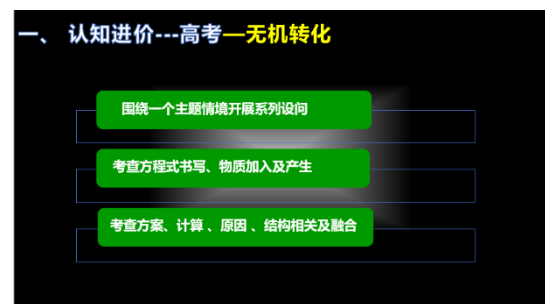 一、 认知进价---高考—无机转化
围绕一个主题情境开展系列设问
考查方程式书写、物质加入及产生
考查方案、计算 、原因 、结构相关及融合